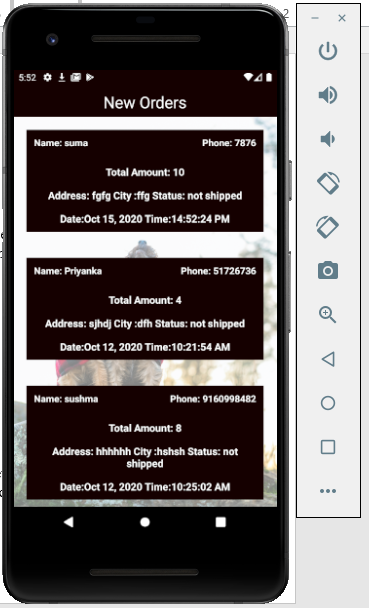 2
5:52
New Orders
Name: suma Phone: 7876
Total Amount: 10
Address: fgfg City :ffg Status: not shipped
Date:Oct 15, 2020 Time:14:52:24 PM
Name: Priyanka Phone: 51726736
Total Amount: 4
Address: sjhdj City :dfh Status: not shipped
Date:Oct 12, 2020 Time:10:21:54 AM
Name: sushma Phone: 9160998482
Total Amount: 8
Address: hhhhhh City :hshsh Status: not
shipped
Date:Oct 12, 2020 Time:10:25:02 AM